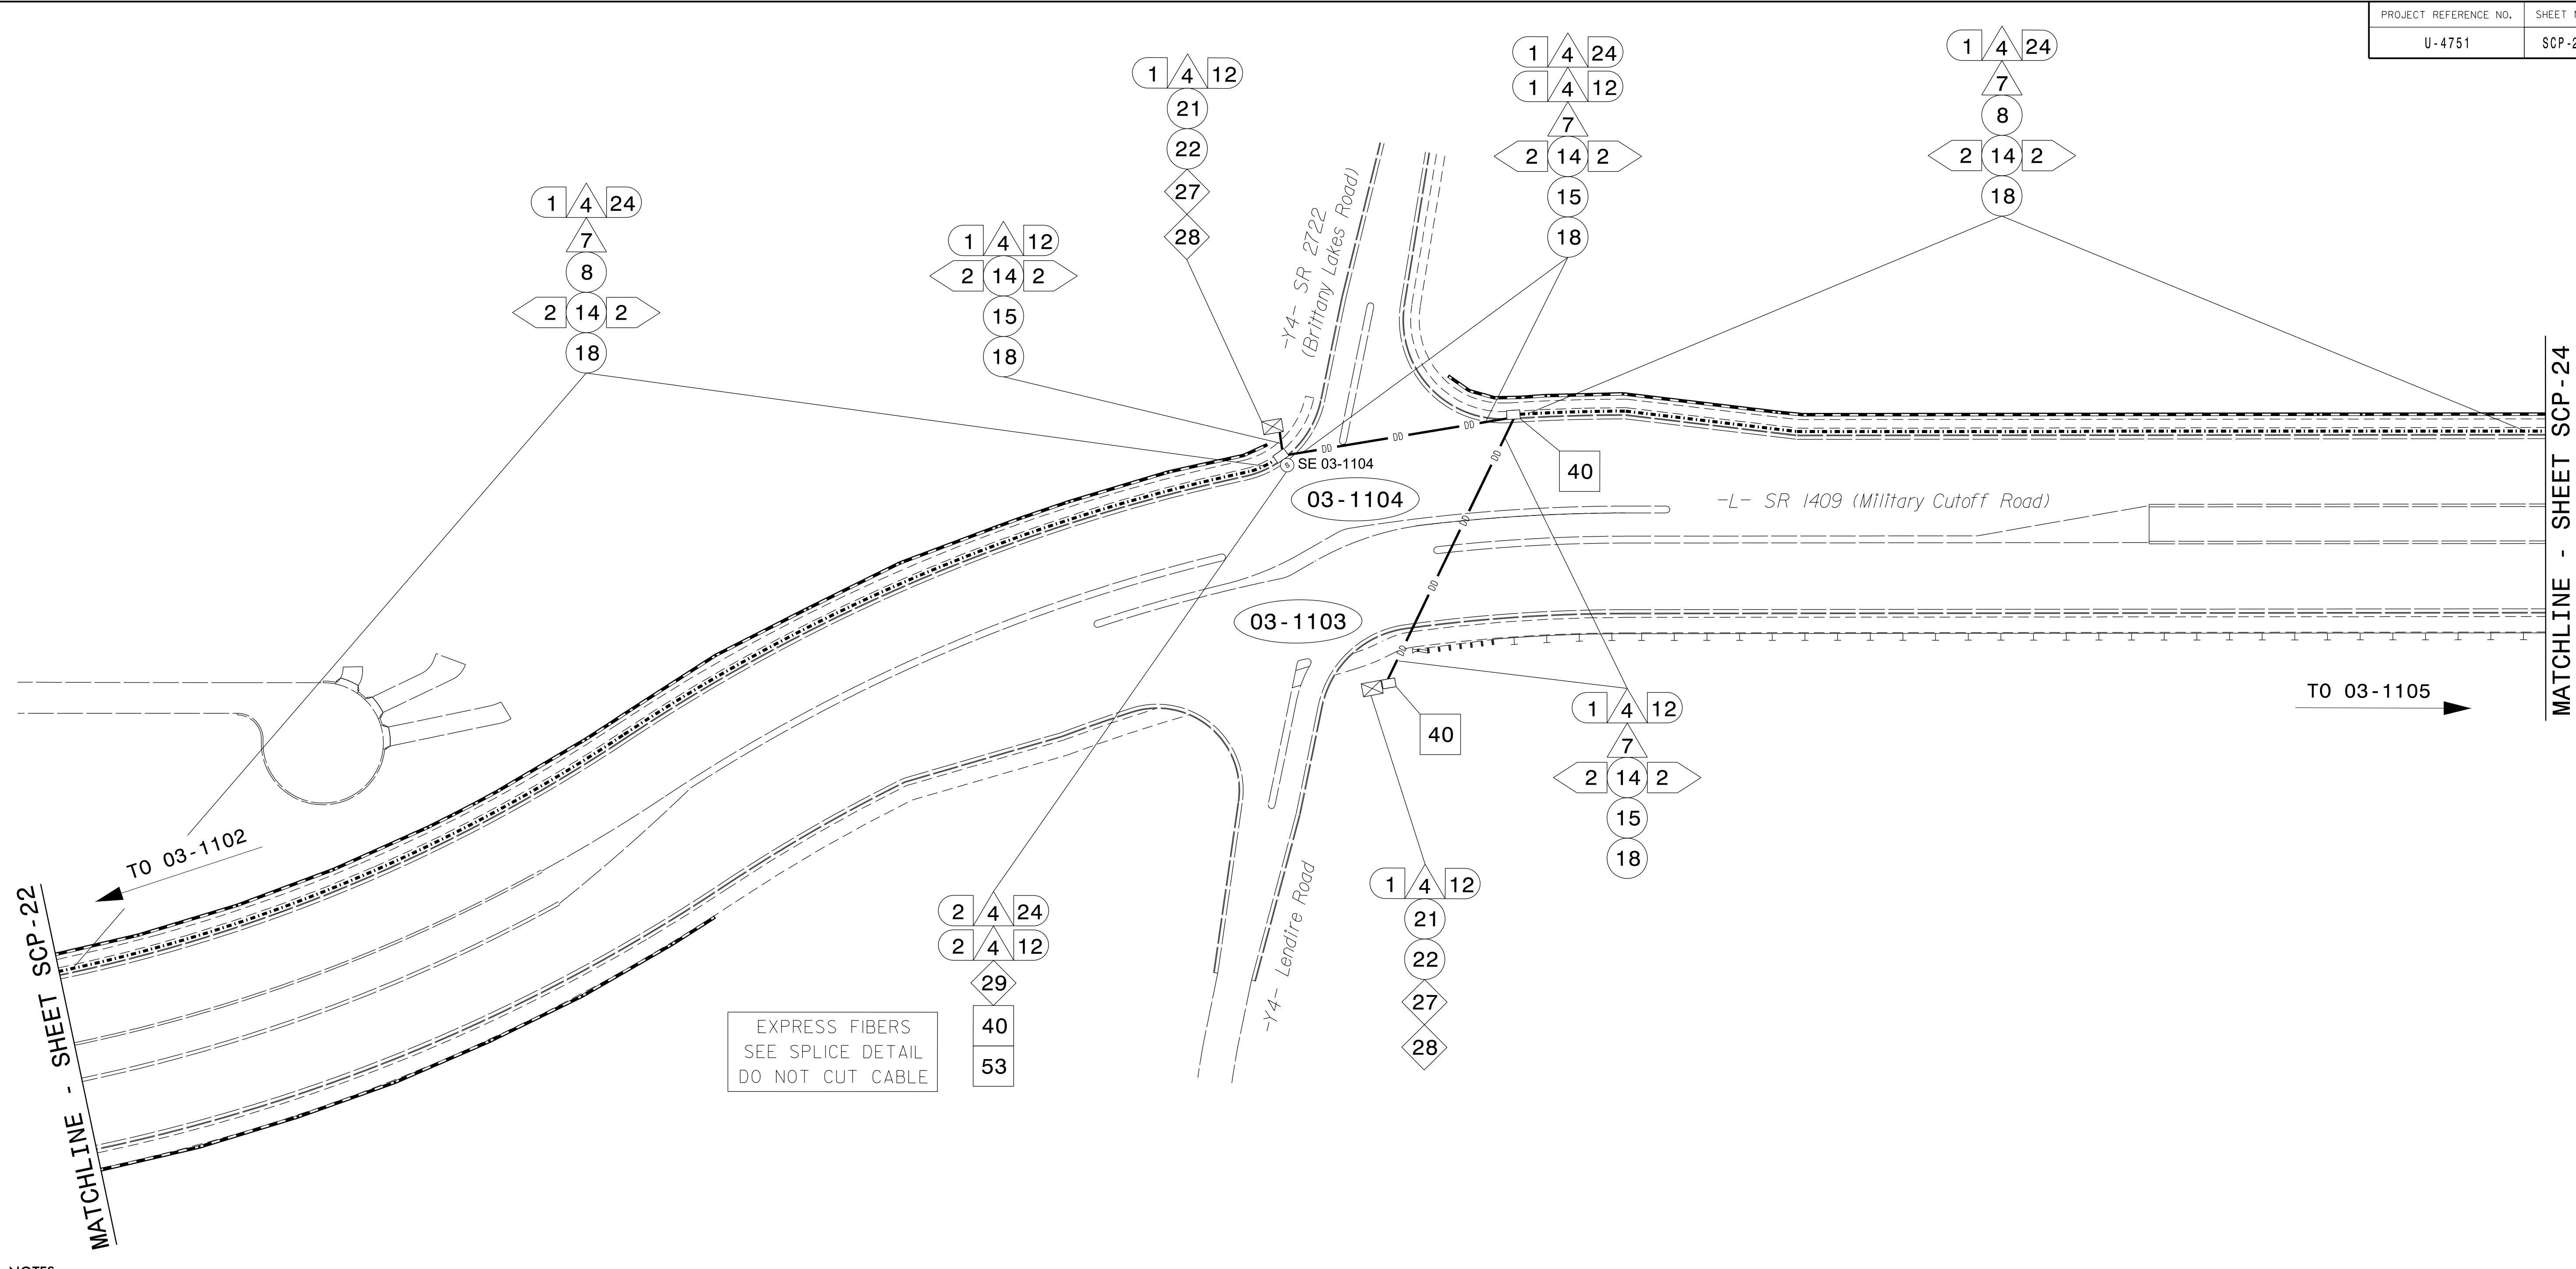 PROJECT REFERENCE NO.
U-4751
1 4 24
7
8
2 14 2
18
1 4 12
2 14 2
15
18
1 4 12
21
22
27
28
1 4 24
1 4 12
7
2 14 2
15
18
1 4 24
7
8
2 14 2
18
-Y4- SR 2722
(Brittany Lakes Road)
SE 03-1104
03-1104
40
-L- SR 1409 (Military Cutoff Road)
03-1103
40
TO 03-1105
MATCHLINE - SHEET SCP-24
TO 03-1102
MATCHLINE - SHEET SCP-22
1 4 12
7
2 14 2
15
18
1 4 12
21
22
27
28
2 4 24
2 4 12
29
40
53
EXPRESS FIBERS
SEE SPLICE DETAIL
DO NOT CUT CABLE
-Y4- Lendire Road